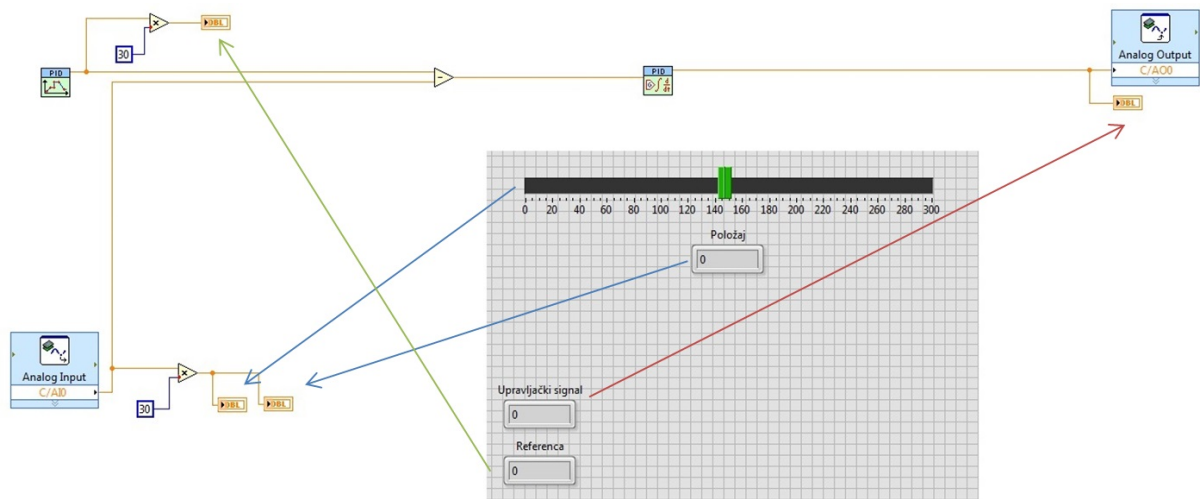 DBL
30
PID
PID
Analog Output
C/AO0
DBL
0 20 40 60 80 100 120 140 160 180 200 220 240 260 280 300
Položaj
0
Analog Input
C/AI0
30
DBL
DBL
Upravljački signal
0
Referenca
0